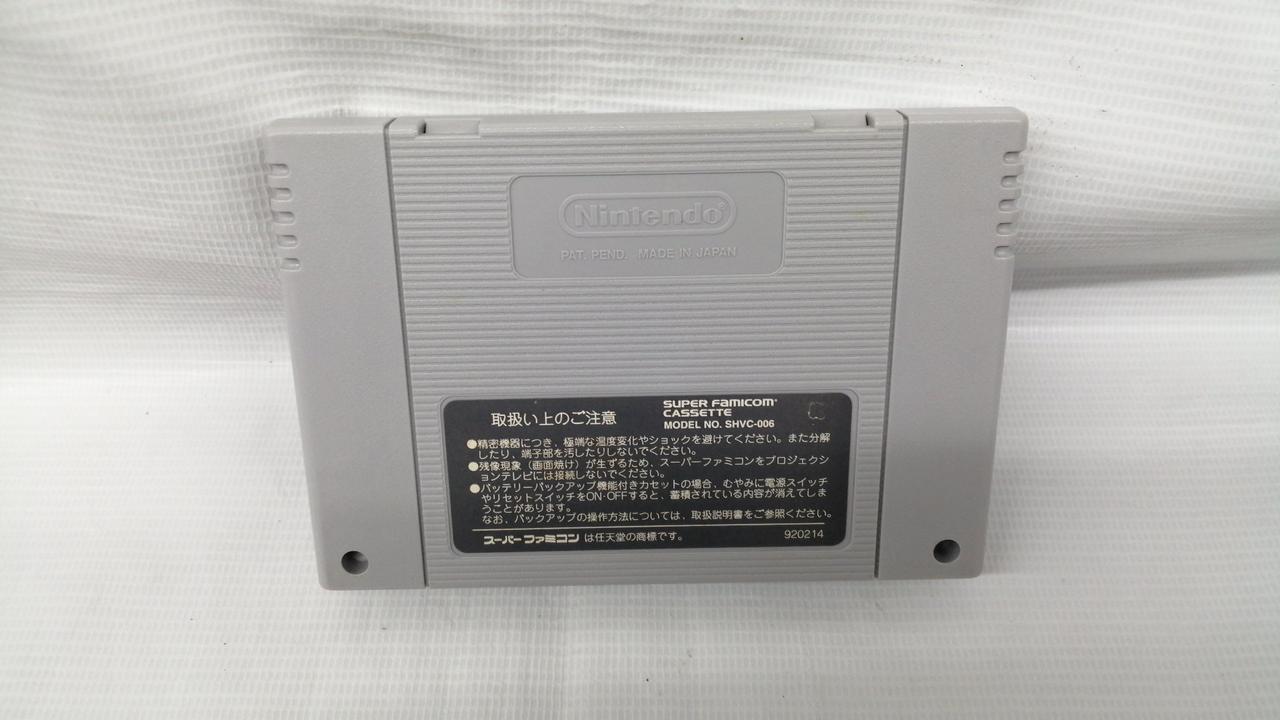 Nintendo®
PAT. PEND. MADE IN JAPAN
取扱い上のご注意
SUPER FAMICOM®
CASSETTE
MODEL NO. SHVC-006
●精密機器につき、極端な温度変化やショックを避けてください。また分解
したり、端子部を汚したりしないでください。
●残像現象（画面焼け）が生ずるため、スーパーファミコンをプロジェクシ
ョンテレビには接続しないでください。
●バッテリーバックアップ機能付きカセットの場合、むやみに電源スイッチ
やリセットスイッチをON·OFFすると、蓄積されている内容が消えてしま
うことがあります。
なお、バックアップの操作方法については、取扱説明書をご参照ください。
スーパーファミコン は任天堂の商標です。
920214